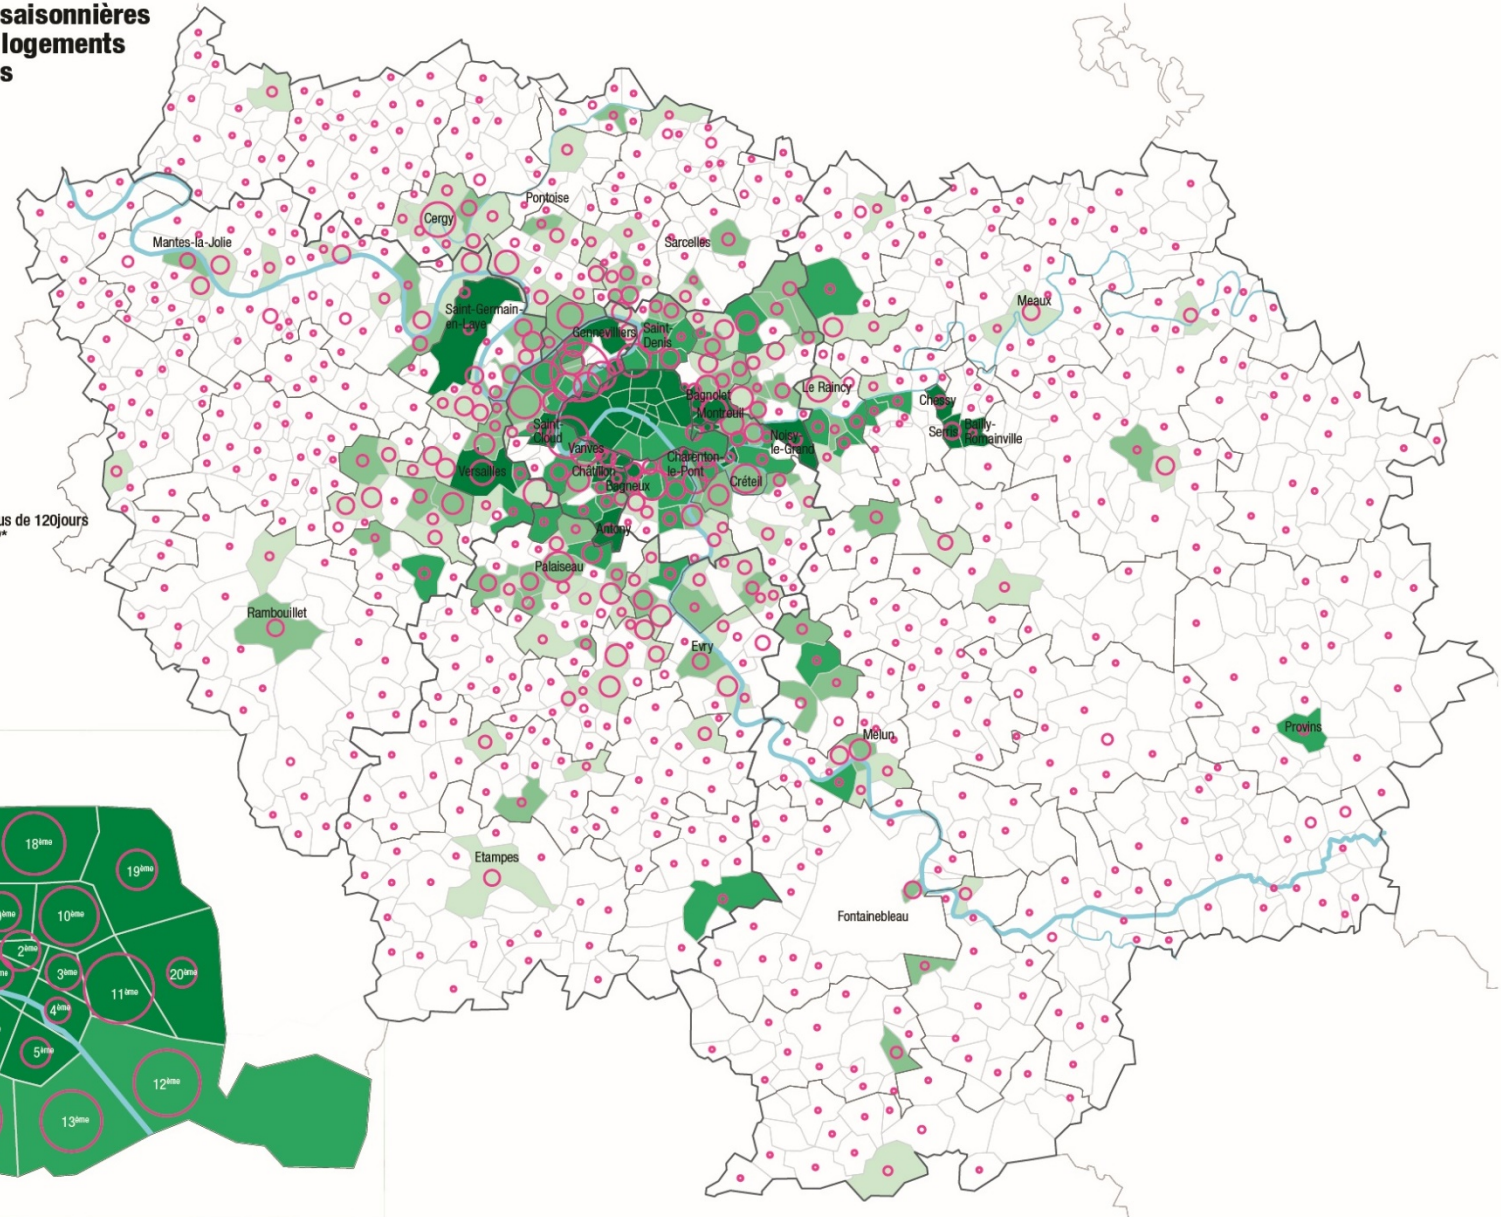 saisonnières
logements
s
us de 120jours
*
Pontoise
Cergy
Mantes-la-Jolie
Sarcelles
Saint-Germain-
en-Laye
Gennevilliers
Saint-
Denis
Meaux
Le Raincy
Chessy
Bagnolet
Montreuil
Serris
Bailly-
Romainville
Saint-
Cloud
Vanves
Noisy-
le-Grand
Charenton-
le-Pont
Versailles
Châtillon
Bagneux
Créteil
Antony
Palaiseau
Rambouillet
Evry
Melun
Provins
Etampes
Fontainebleau
18ème
19ème
ème
10ème
2ème
ème
3ème
11ème
20ème
4ème
5ème
12ème
13ème